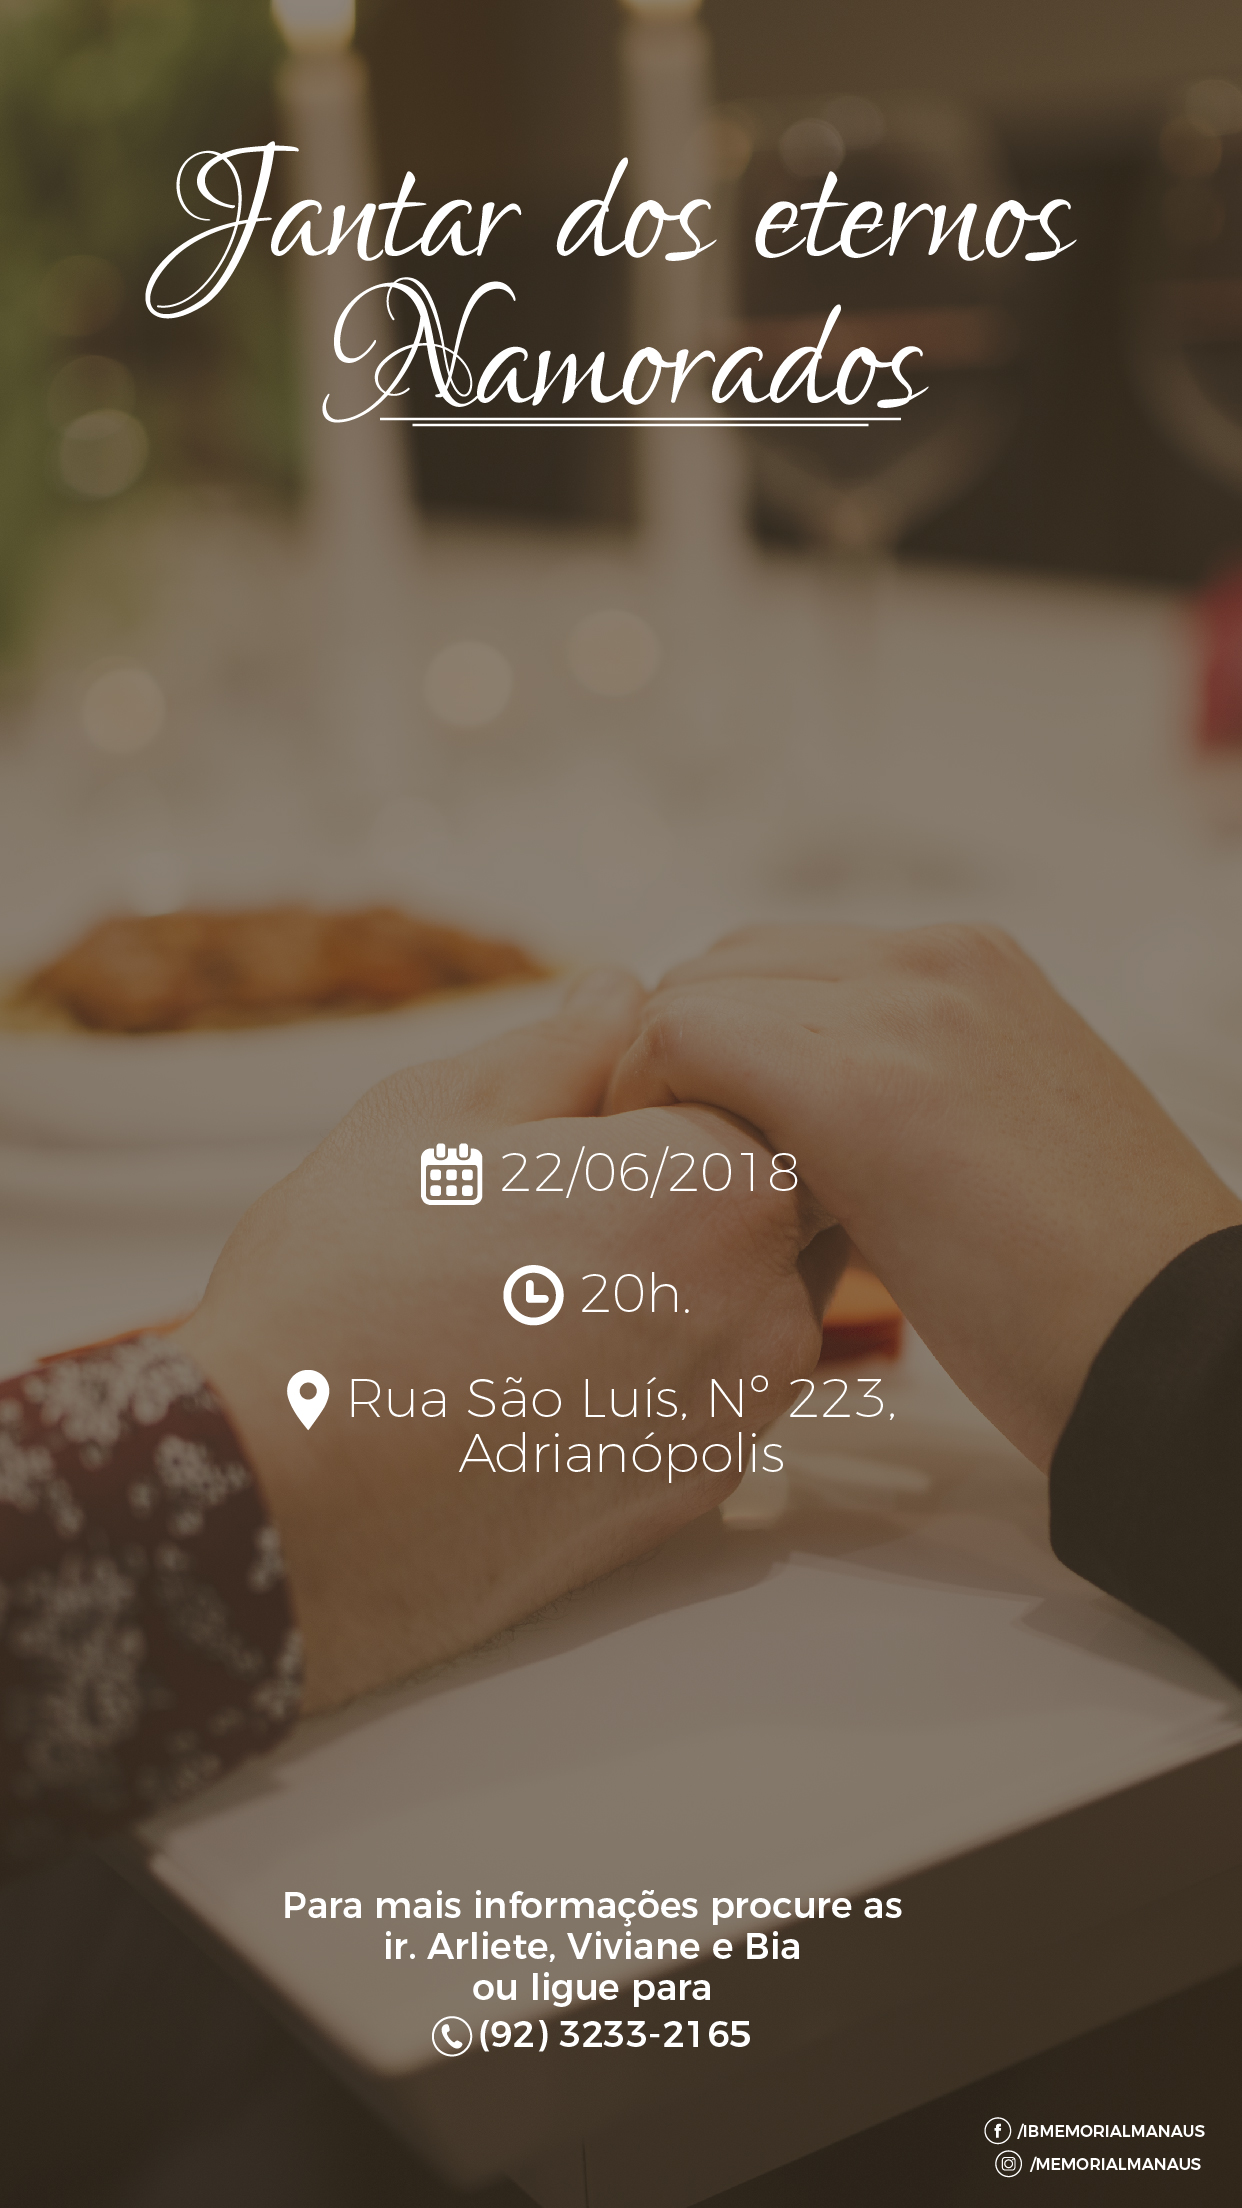 Jantar dos eternos
Namorados
22/06/2018
20h.
Rua São Luís, Nº 223,
Adrianópolis
Para mais informações procure as
ir. Arliete, Viviane e Bia
ou ligue para
(92) 3233-2165
/IBMEMORIALMANAUS
/MEMORIALMANAUS